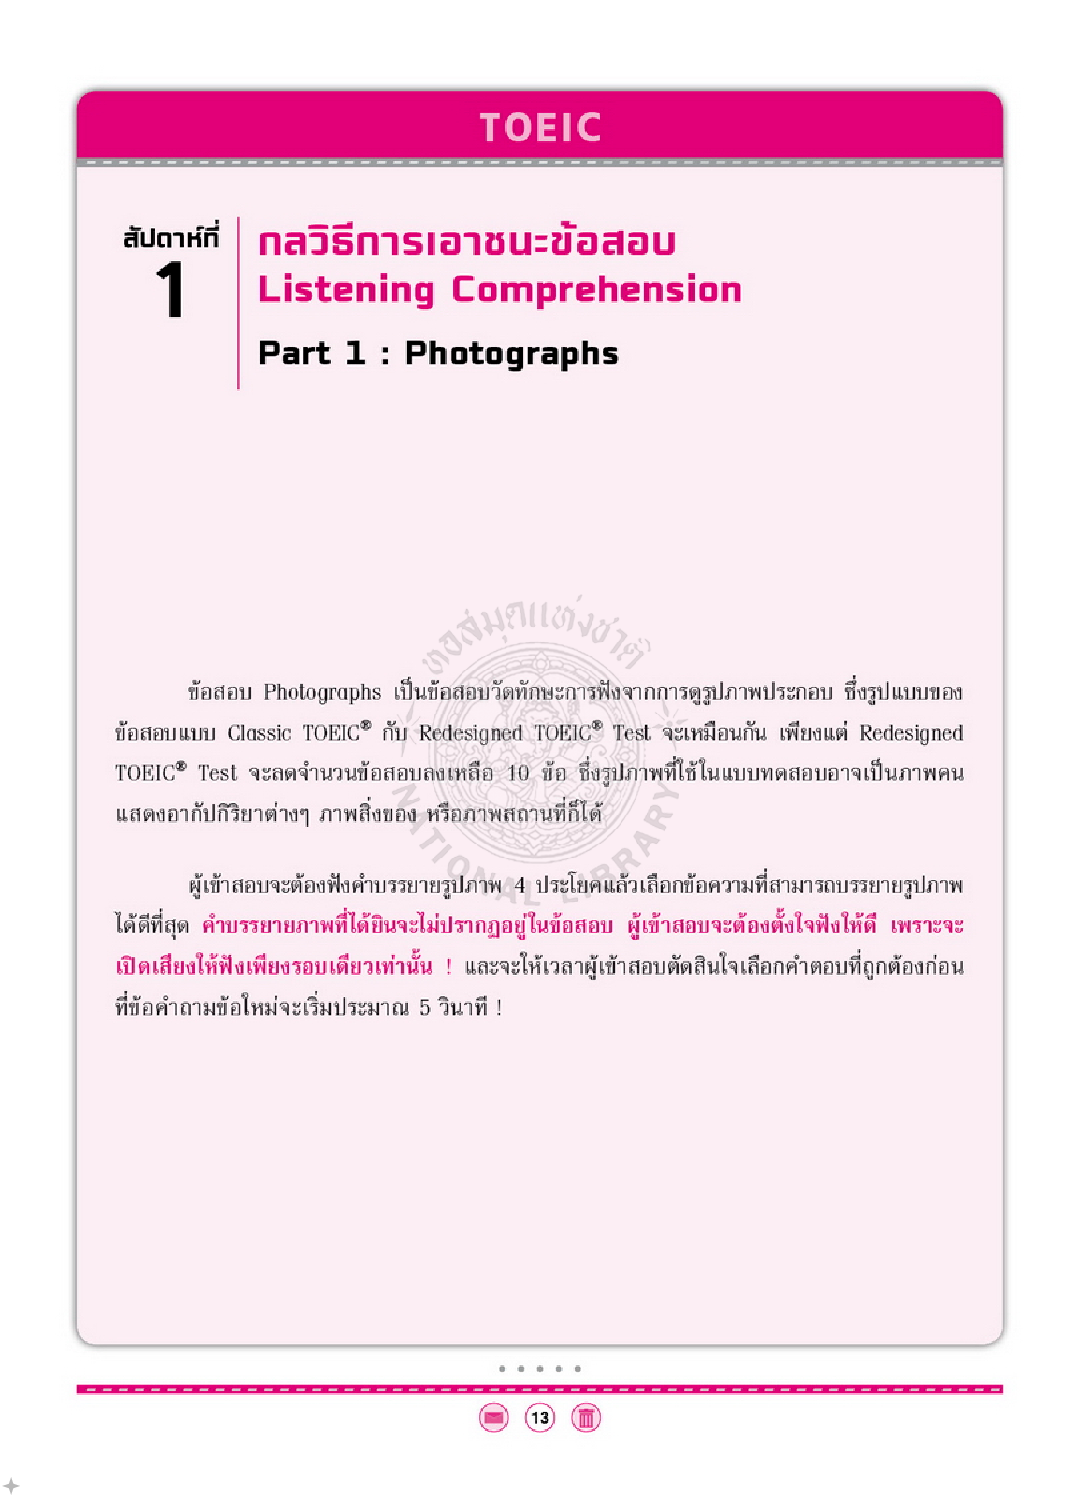 TOEIC
สัปดาห์ที่
1
กลวิธีการเอาชนะข้อสอบ
Listening Comprehension
Part 1 : Photographs
หอสมุดแห่งชาติ
NATIONAL LIBRARY
ข้อสอบ Photographs เป็นข้อสอบวัดทักษะการฟังจากการดูรูปภาพประกอบ ซึ่งรูปแบบของ
ข้อสอบแบบ Classic TOEIC® กับ Redesigned TOEIC® Test จะเหมือนกัน เพียงแต่ Redesigned
TOEIC® Test จะลดจำนวนข้อสอบลงเหลือ 10 ข้อ ซึ่งรูปภาพที่ใช้ในแบบทดสอบอาจเป็นภาพคน
แสดงอากัปกิริยาต่างๆ ภาพสิ่งของ หรือภาพสถานที่ก็ได้
ผู้เข้าสอบจะต้องฟังคำบรรยายรูปภาพ 4 ประโยคแล้วเลือกข้อความที่สามารถบรรยายรูปภาพ
ได้ดีที่สุด คำบรรยายภาพที่ได้ยินจะไม่ปรากฏอยู่ในข้อสอบ ผู้เข้าสอบจะต้องตั้งใจฟังให้ดี เพราะจะ
เปิดเสียงให้ฟังเพียงรอบเดียวเท่านั้น ! และจะให้เวลาผู้เข้าสอบตัดสินใจเลือกคำตอบที่ถูกต้องก่อน
ที่ข้อคำถามข้อใหม่จะเริ่มประมาณ 5 วินาที !
13